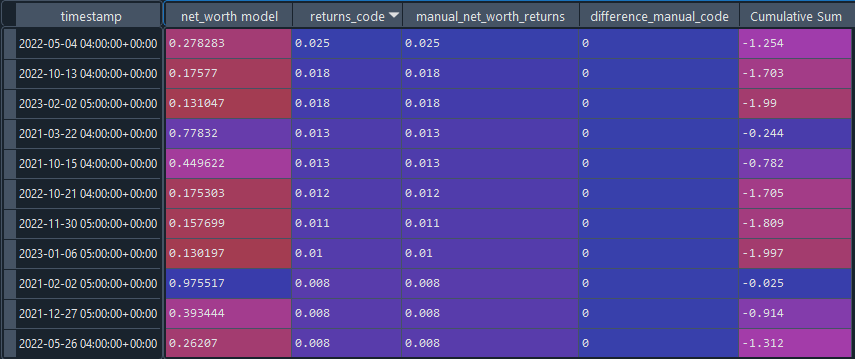 timestamp net_worth model returns_code manual_net_worth_returns difference_manual_code Cumulative Sum
2022-05-04 04:00:00+00:00 0.278283 0.025 0.025 0 -1.254
2022-10-13 04:00:00+00:00 0.17577 0.018 0.018 0 -1.703
2023-02-02 05:00:00+00:00 0.131047 0.018 0.018 0 -1.99
2021-03-22 04:00:00+00:00 0.77832 0.013 0.013 0 -0.244
2021-10-15 04:00:00+00:00 0.449622 0.013 0.013 0 -0.782
2022-10-21 04:00:00+00:00 0.175303 0.012 0.012 0 -1.705
2022-11-30 05:00:00+00:00 0.157699 0.011 0.011 0 -1.809
2023-01-06 05:00:00+00:00 0.130197 0.01 0.01 0 -1.997
2021-02-02 05:00:00+00:00 0.975517 0.008 0.008 0 -0.025
2021-12-27 05:00:00+00:00 0.393444 0.008 0.008 0 -0.914
2022-05-26 04:00:00+00:00 0.26207 0.008 0.008 0 -1.312